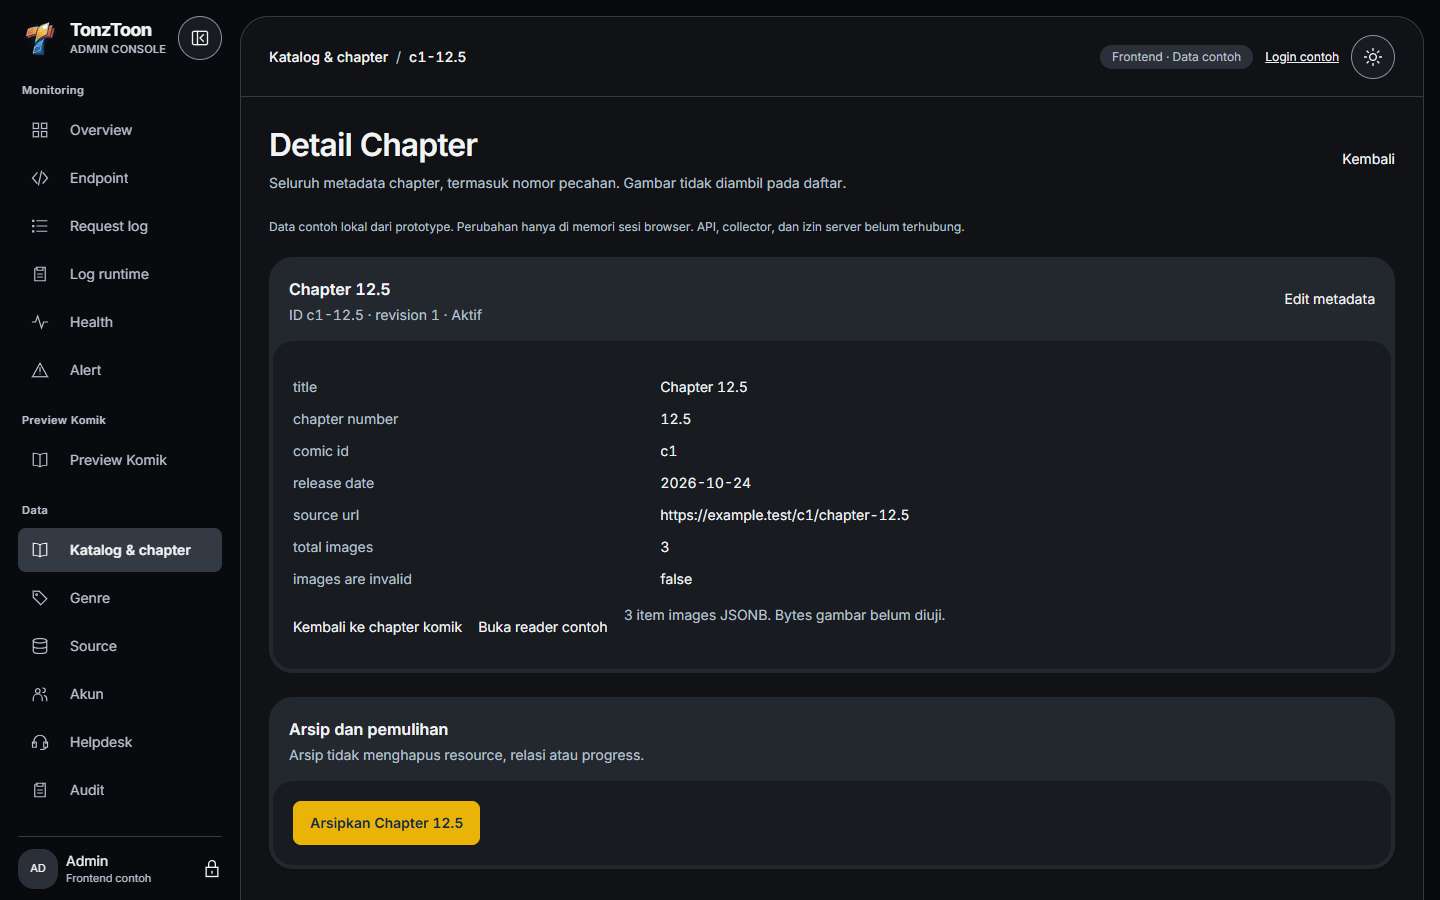 TonzToon
ADMIN CONSOLE
Monitoring
Overview
Endpoint
Request log
Log runtime
Health
Alert
Preview Komik
Preview Komik
Data
Katalog & chapter
Genre
Source
Akun
Helpdesk
Audit
AD
Admin
Frontend contoh
Katalog & chapter / c1-12.5
Frontend · Data contoh
Login contoh
Detail Chapter
Seluruh metadata chapter, termasuk nomor pecahan. Gambar tidak diambil pada daftar.
Kembali
Data contoh lokal dari prototype. Perubahan hanya di memori sesi browser. API, collector, dan izin server belum terhubung.
Chapter 12.5
ID c1-12.5 · revision 1 · Aktif
Edit metadata
title Chapter 12.5
chapter number 12.5
comic id c1
release date 2026-10-24
source url https://example.test/c1/chapter-12.5
total images 3
images are invalid false
Kembali ke chapter komik Buka reader contoh 3 item images JSONB. Bytes gambar belum diuji.
Arsip dan pemulihan
Arsip tidak menghapus resource, relasi atau progress.
Arsipkan Chapter 12.5